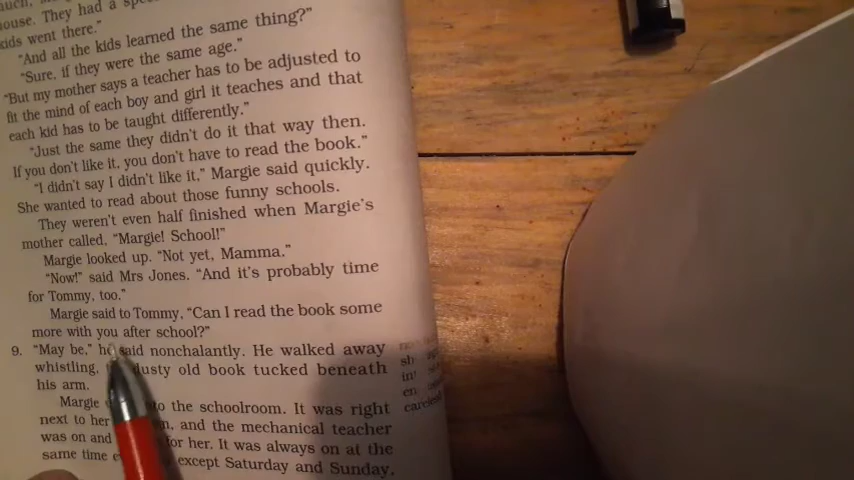 ouse. They had a
kids went there."
"And all the kids learned the same thing?"
"Sure, if they were the same age."
"But my mother says a teacher has to be adjusted to
fit the mind of each boy and girl it teaches and that
each kid has to be taught differently."
"Just the same they didn't do it that way then.
If you don't like it, you don't have to read the book."
"I didn't say I didn't like it," Margie said quickly.
She wanted to read about those funny schools.
They weren't even half finished when Margie's
mother called, "Margie! School!"
Margie looked up. "Not yet, Mamma."
"Now!" said Mrs Jones. "And it's probably time
for Tommy, too."
Margie said to Tommy, "Can I read the book some
more with you after school?"
9. "May be," he said nonchalantly. He walked away
whistling, dusty old book tucked beneath
his arm.
Margie to the schoolroom. It was right
next to her and the mechanical teacher
was on and for her. It was always on at the
same time except Saturday and Sunday,